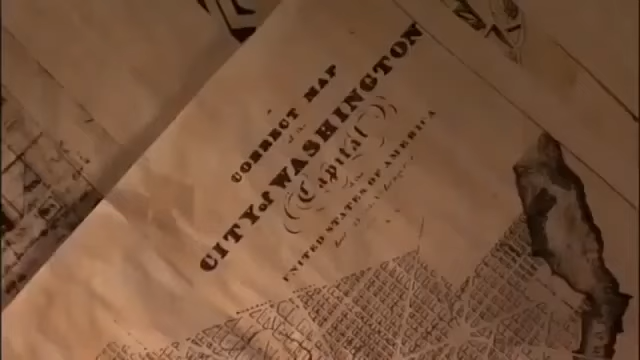 CORRECT MAP
of the
CITY of WASHINGTON
Capital
of the
UNITED STATES OF AMERICA